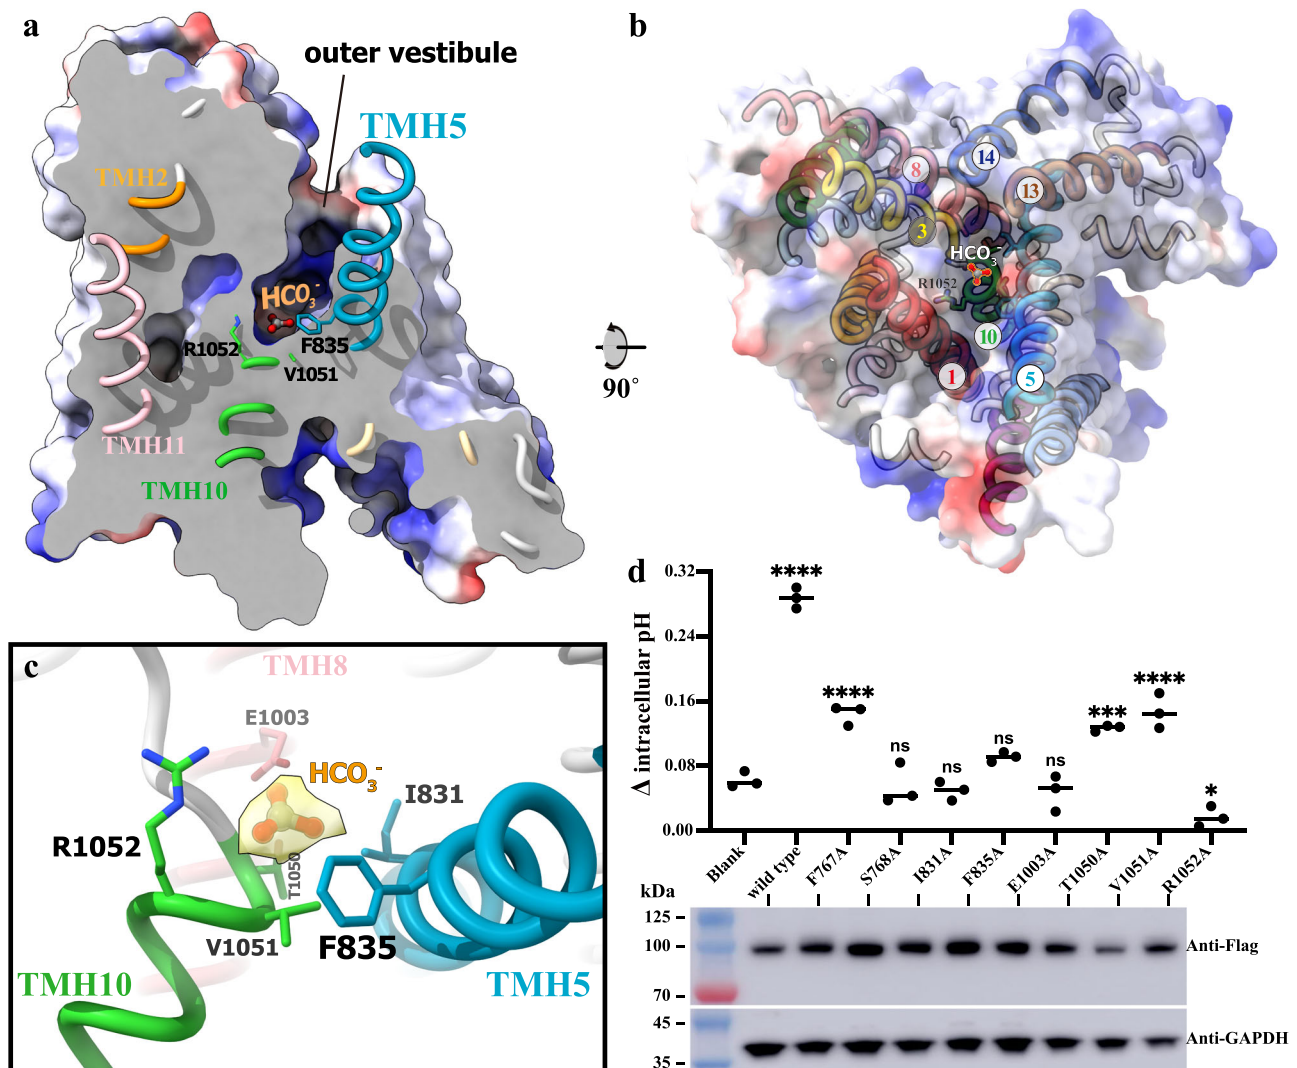 a
outer vestibule
TMH5
TMH2
HCO₃⁻
R1052
F835
V1051
TMH11
TMH10
90°
b
8
14
13
3
HCO₃⁻
R1052
10
1
5
c
TMH8
E1003
HCO₃⁻
I831
R1052
T1050
V1051
F835
TMH10
TMH5
d
Δ intracellular pH
0.32
0.24
0.16
0.08
0.00
****
****
ns
ns
ns
ns
***
****
*
Blank
wild type
F767A
S768A
I831A
F835A
E1003A
T1050A
V1051A
R1052A
kDa
125
100
70
45
35
Anti-Flag
Anti-GAPDH